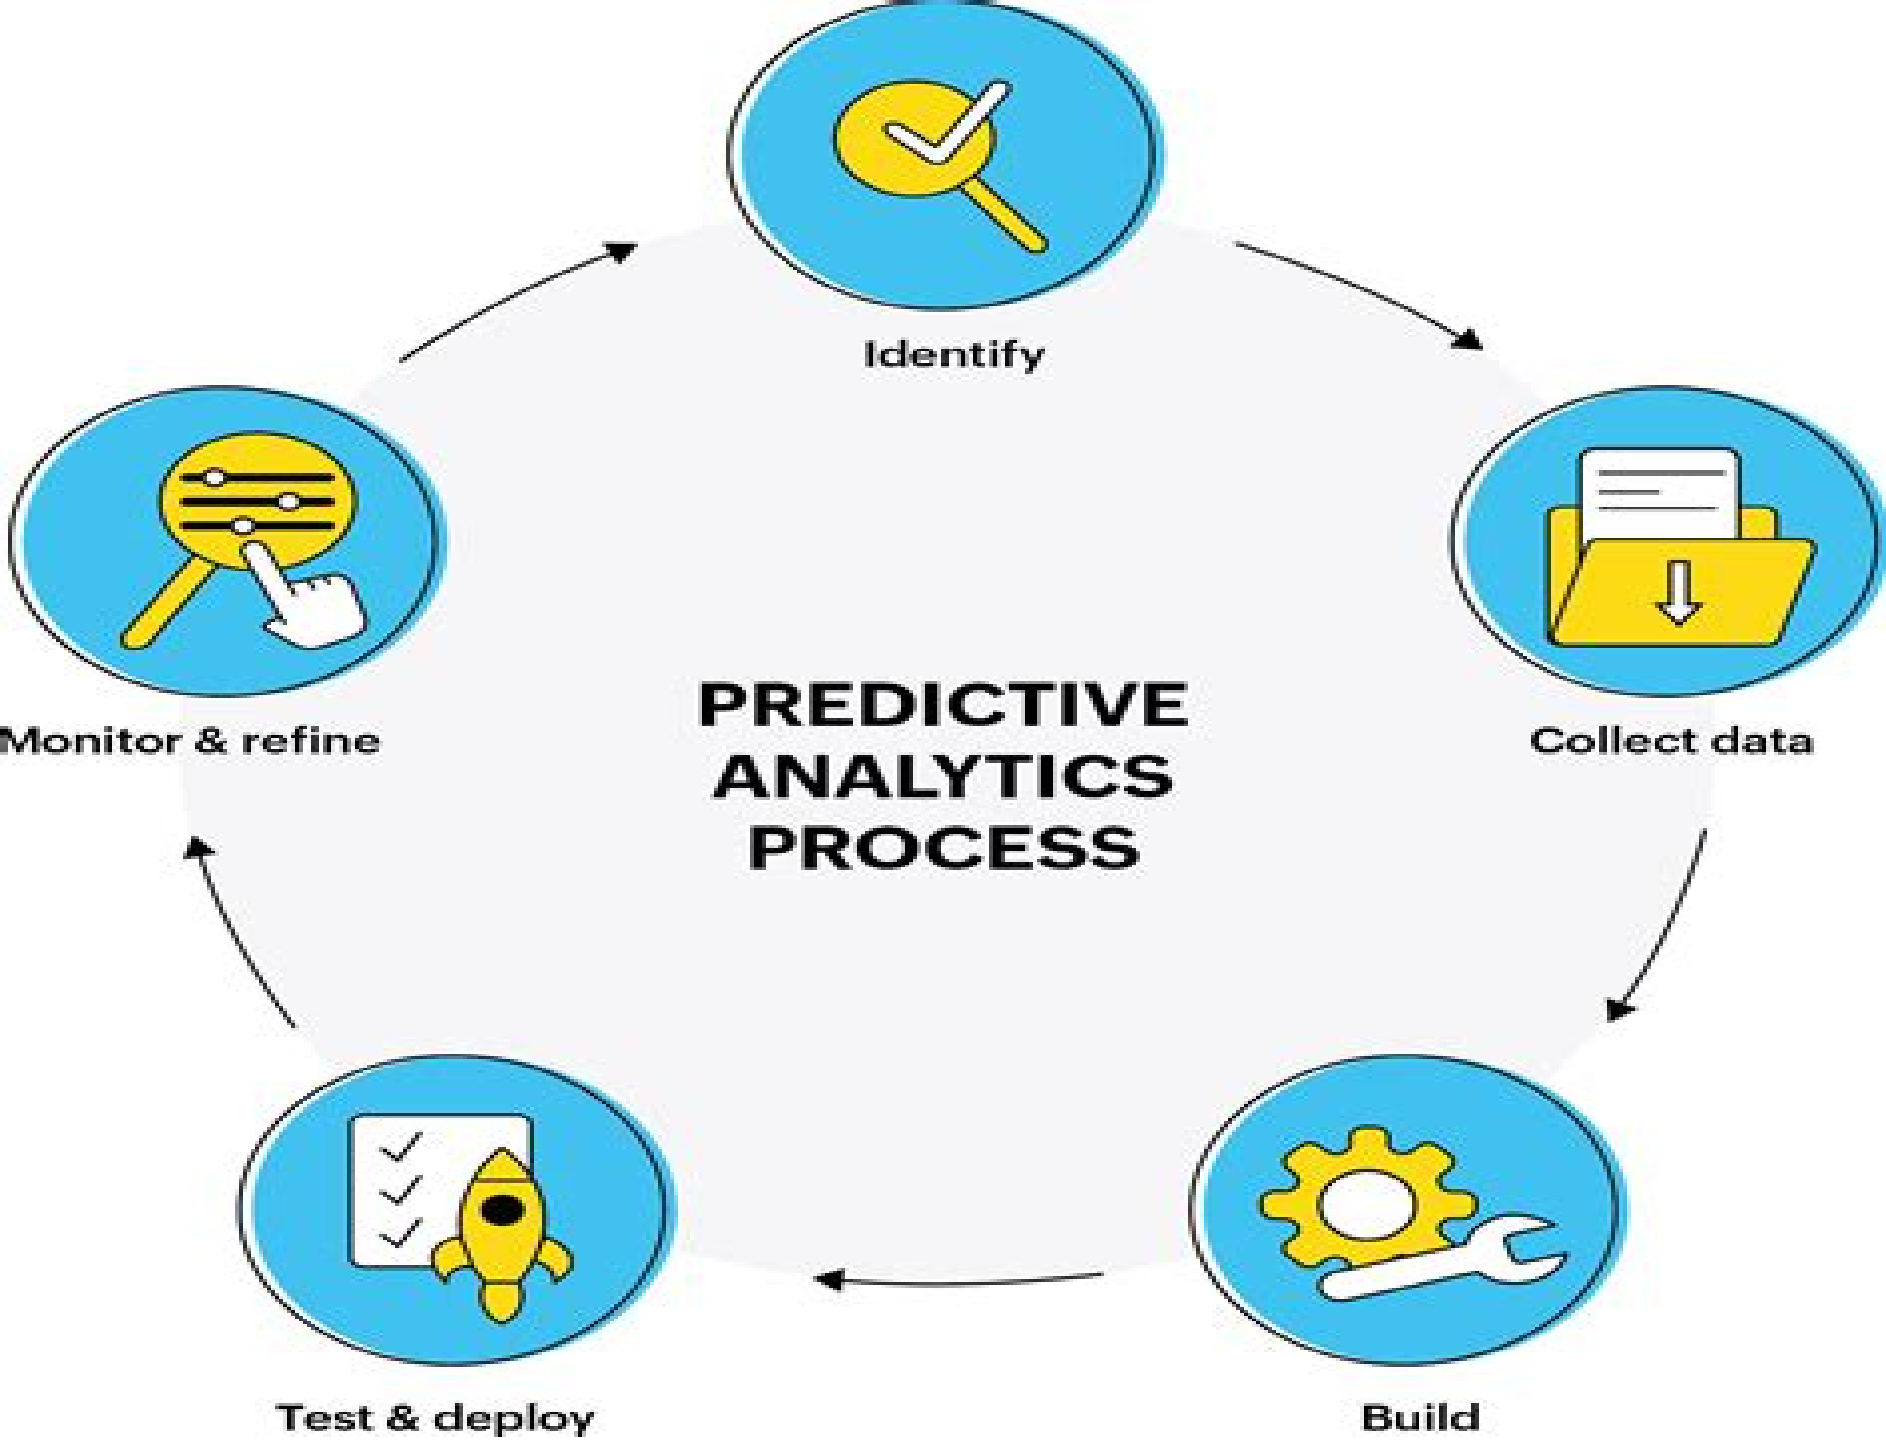 Identify
Monitor & refine
Collect data
PREDICTIVE
ANALYTICS
PROCESS
Test & deploy
Build